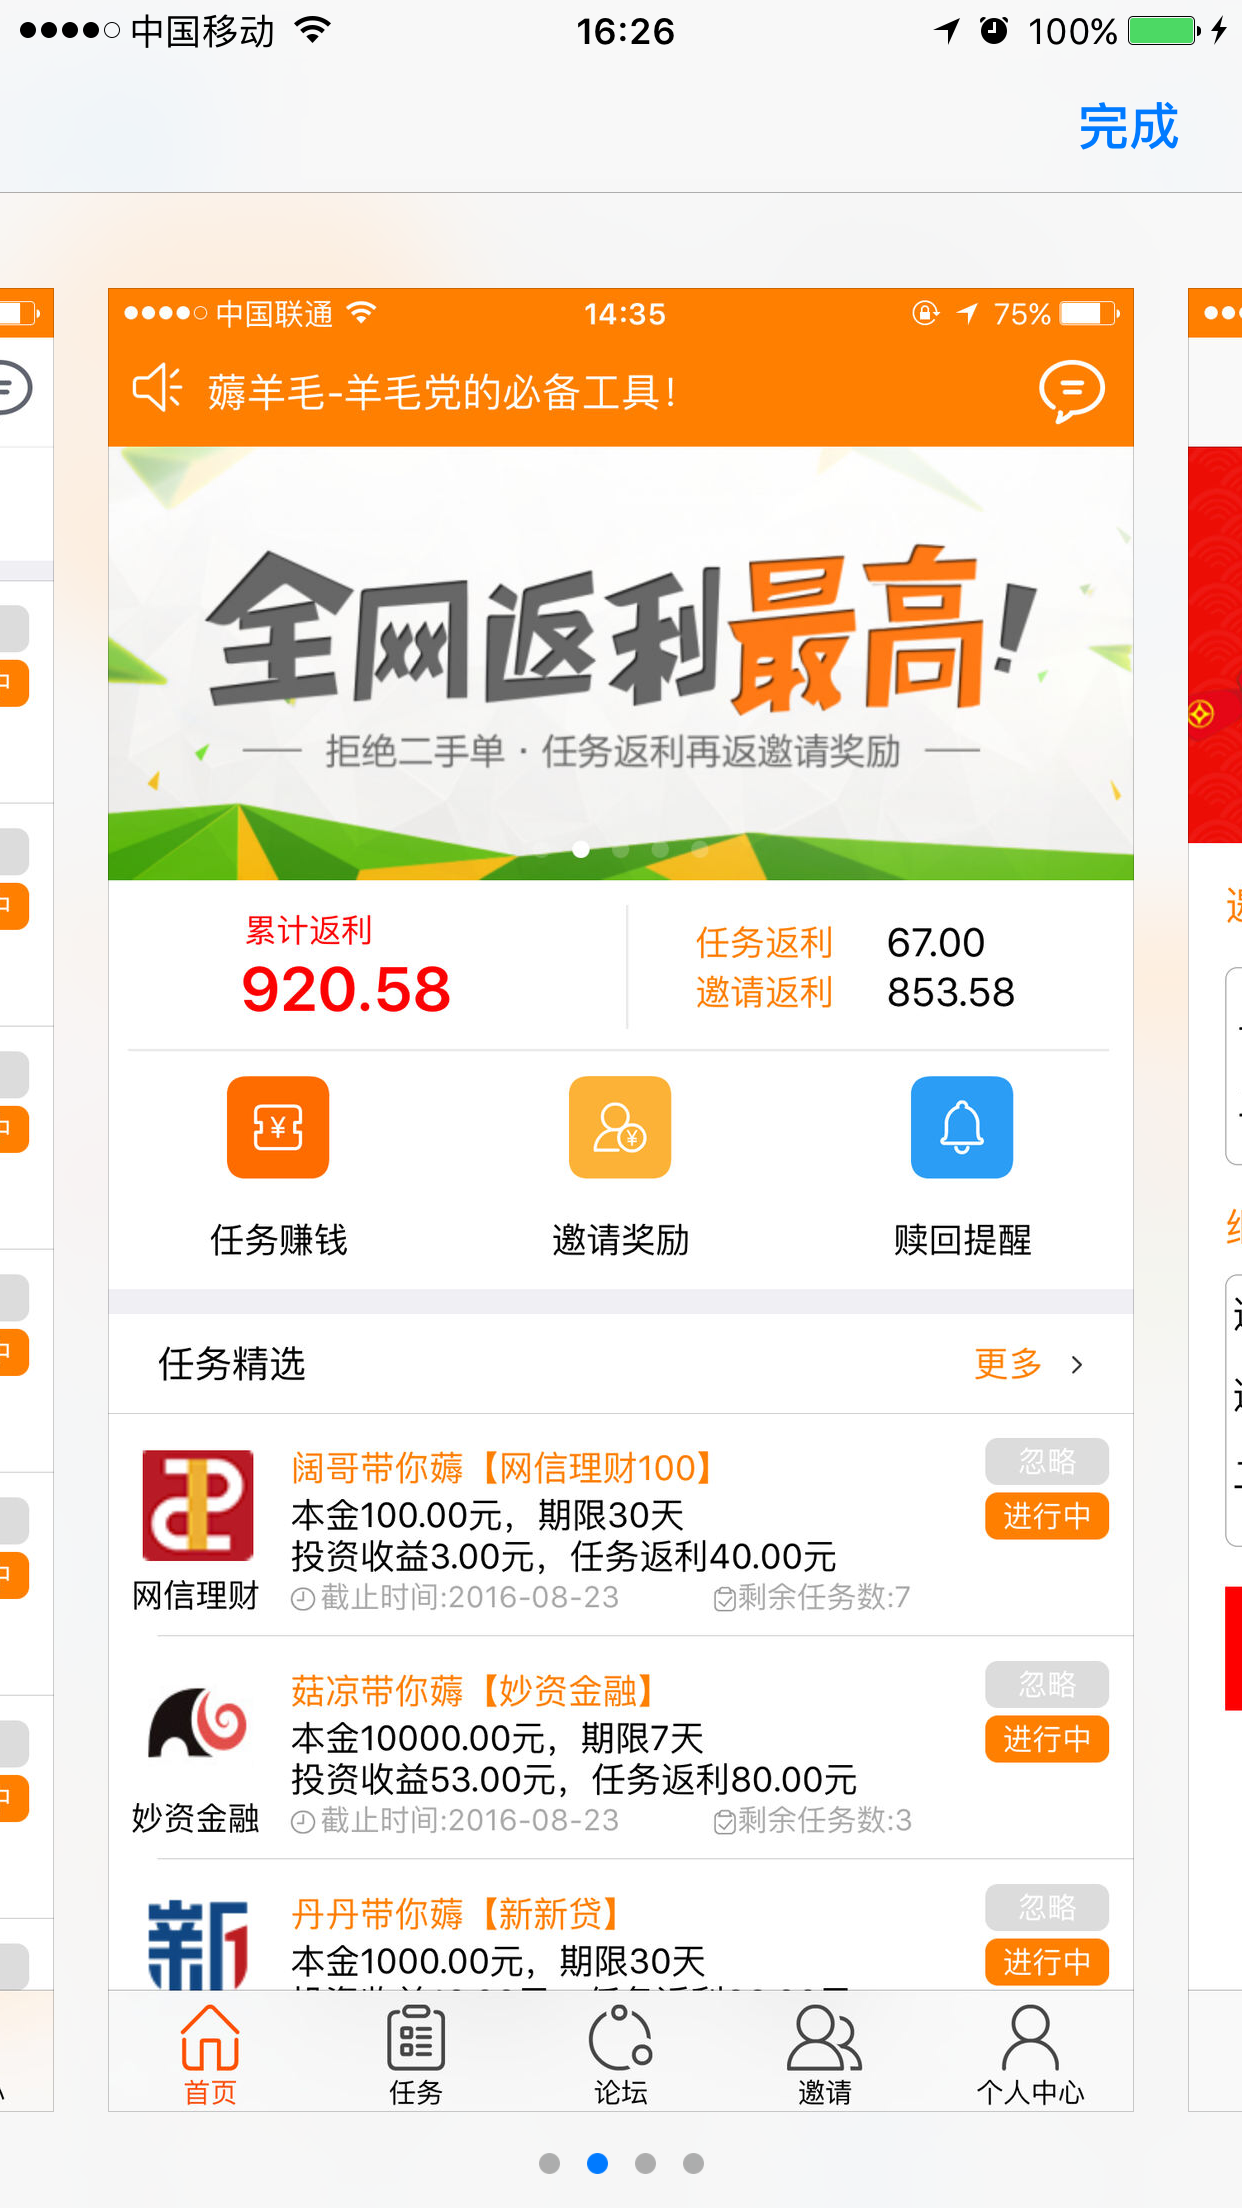 中国移动 16:26 100%
完成
中国联通 14:35 75%
薅羊毛-羊毛党的必备工具!
全网返利最高!
拒绝二手单·任务返利再返邀请奖励
累计返利
920.58
任务返利 67.00
邀请返利 853.58
任务赚钱 邀请奖励 赎回提醒
任务精选 更多
阔哥带你薅【网信理财100】 忽略
本金100.00元，期限30天 进行中
投资收益3.00元，任务返利40.00元
网信理财 截止时间:2016-08-23 剩余任务数:7
菇凉带你薅【妙资金融】 忽略
本金10000.00元，期限7天 进行中
投资收益53.00元，任务返利80.00元
妙资金融 截止时间:2016-08-23 剩余任务数:3
丹丹带你薅【新新贷】 忽略
本金1000.00元，期限30天 进行中
首页 任务 论坛 邀请 个人中心